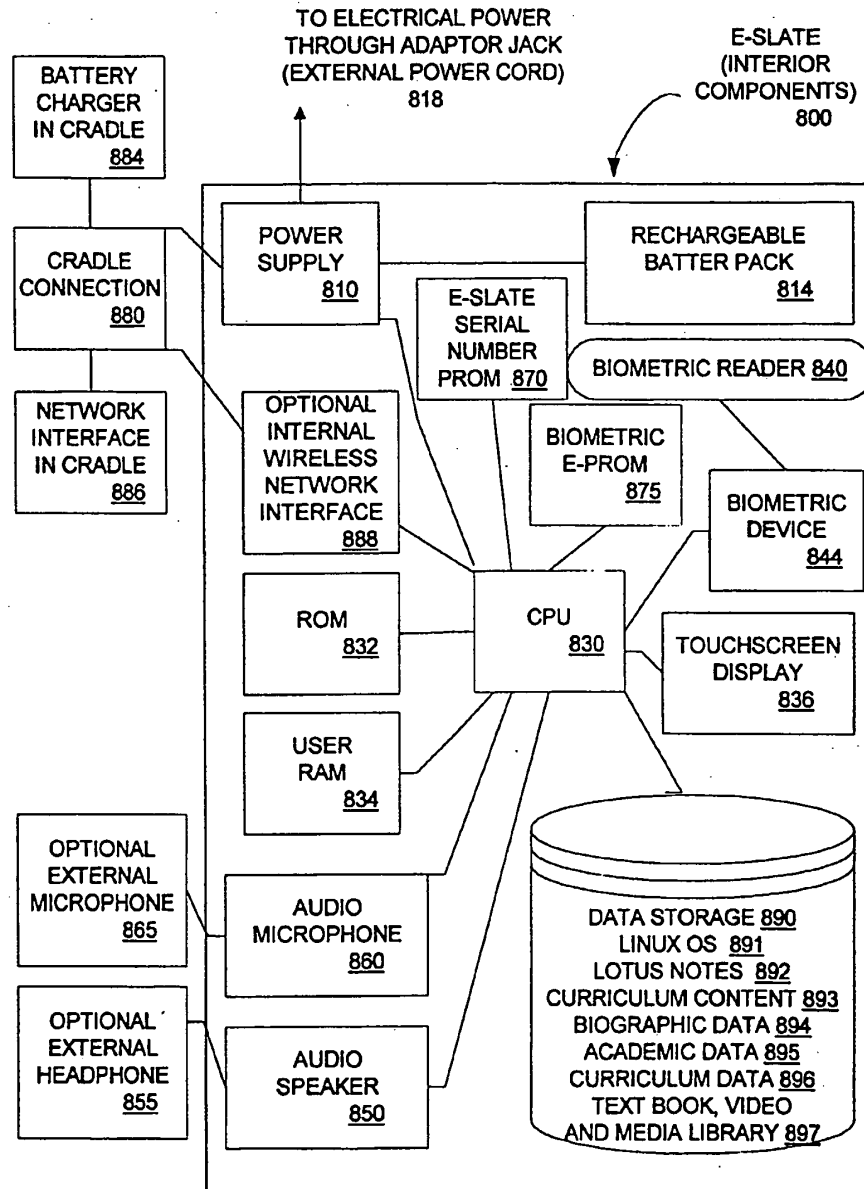 TO ELECTRICAL POWER
THROUGH ADAPTOR JACK
(EXTERNAL POWER CORD)
818
E-SLATE
(INTERIOR
COMPONENTS)
800
BATTERY
CHARGER
IN CRADLE
884
CRADLE
CONNECTION
880
NETWORK
INTERFACE
IN CRADLE
886
POWER
SUPPLY
810
RECHARGEABLE
BATTER PACK
814
E-SLATE
SERIAL
NUMBER
PROM 870
BIOMETRIC READER 840
OPTIONAL
INTERNAL
WIRELESS
NETWORK
INTERFACE
888
BIOMETRIC
E-PROM
875
BIOMETRIC
DEVICE
844
ROM
832
CPU
830
TOUCHSCREEN
DISPLAY
836
USER
RAM
834
OPTIONAL
EXTERNAL
MICROPHONE
865
AUDIO
MICROPHONE
860
OPTIONAL
EXTERNAL
HEADPHONE
855
AUDIO
SPEAKER
850
DATA STORAGE 890
LINUX OS 891
LOTUS NOTES 892
CURRICULUM CONTENT 893
BIOGRAPHIC DATA 894
ACADEMIC DATA 895
CURRICULUM DATA 896
TEXT BOOK, VIDEO
AND MEDIA LIBRARY 897